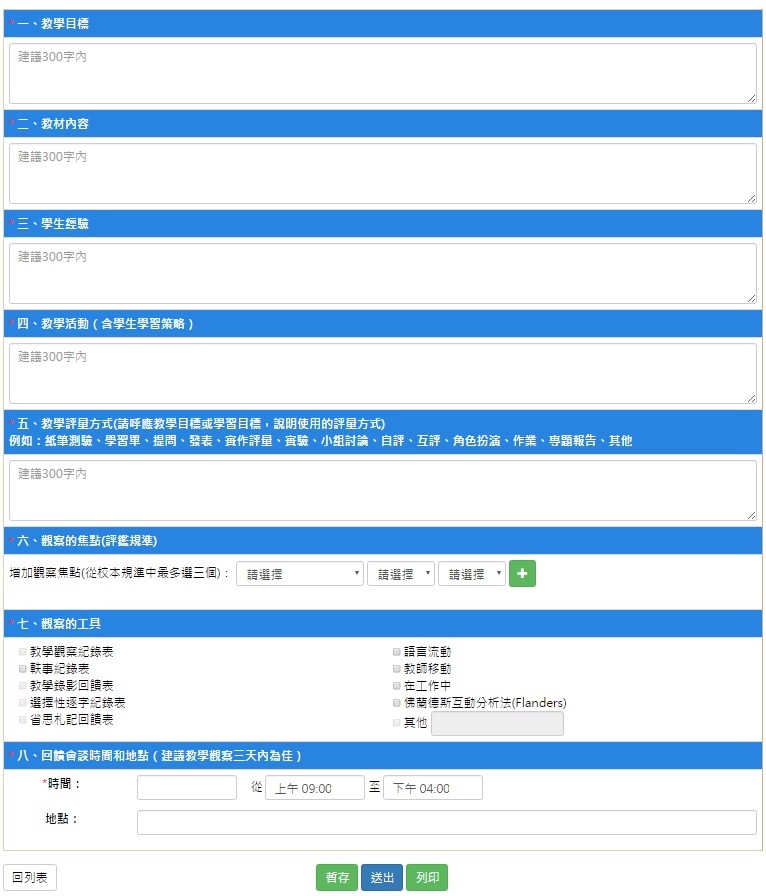 * 一、教學目標
建議300字內
* 二、教材內容
建議300字內
* 三、學生經驗
建議300字內
* 四、教學活動（含學生學習策略）
建議300字內
* 五、教學評量方式(請呼應教學目標或學習目標，說明使用的評量方式)
例如：紙筆測驗、學習單、提問、發表、實作評量、實驗、小組討論、自評、互評、角色扮演、作業、專題報告、其他
建議300字內
* 六、觀察的焦點(評鑑規準)
增加觀察焦點(從校本規準中最多選三個)： 請選擇 請選擇 請選擇 +
* 七、觀察的工具
教學觀察紀錄表 語言流動
軼事紀錄表 教師移動
教學錄影回饋表 在工作中
選擇性逐字紀錄表 佛蘭德斯互動分析法(Flanders)
省思札記回饋表 其他
* 八、回饋會談時間和地點（建議教學觀察三天內為佳）
*時間： 從 上午 09:00 至 下午 04:00
地點：
回列表 暫存 送出 列印